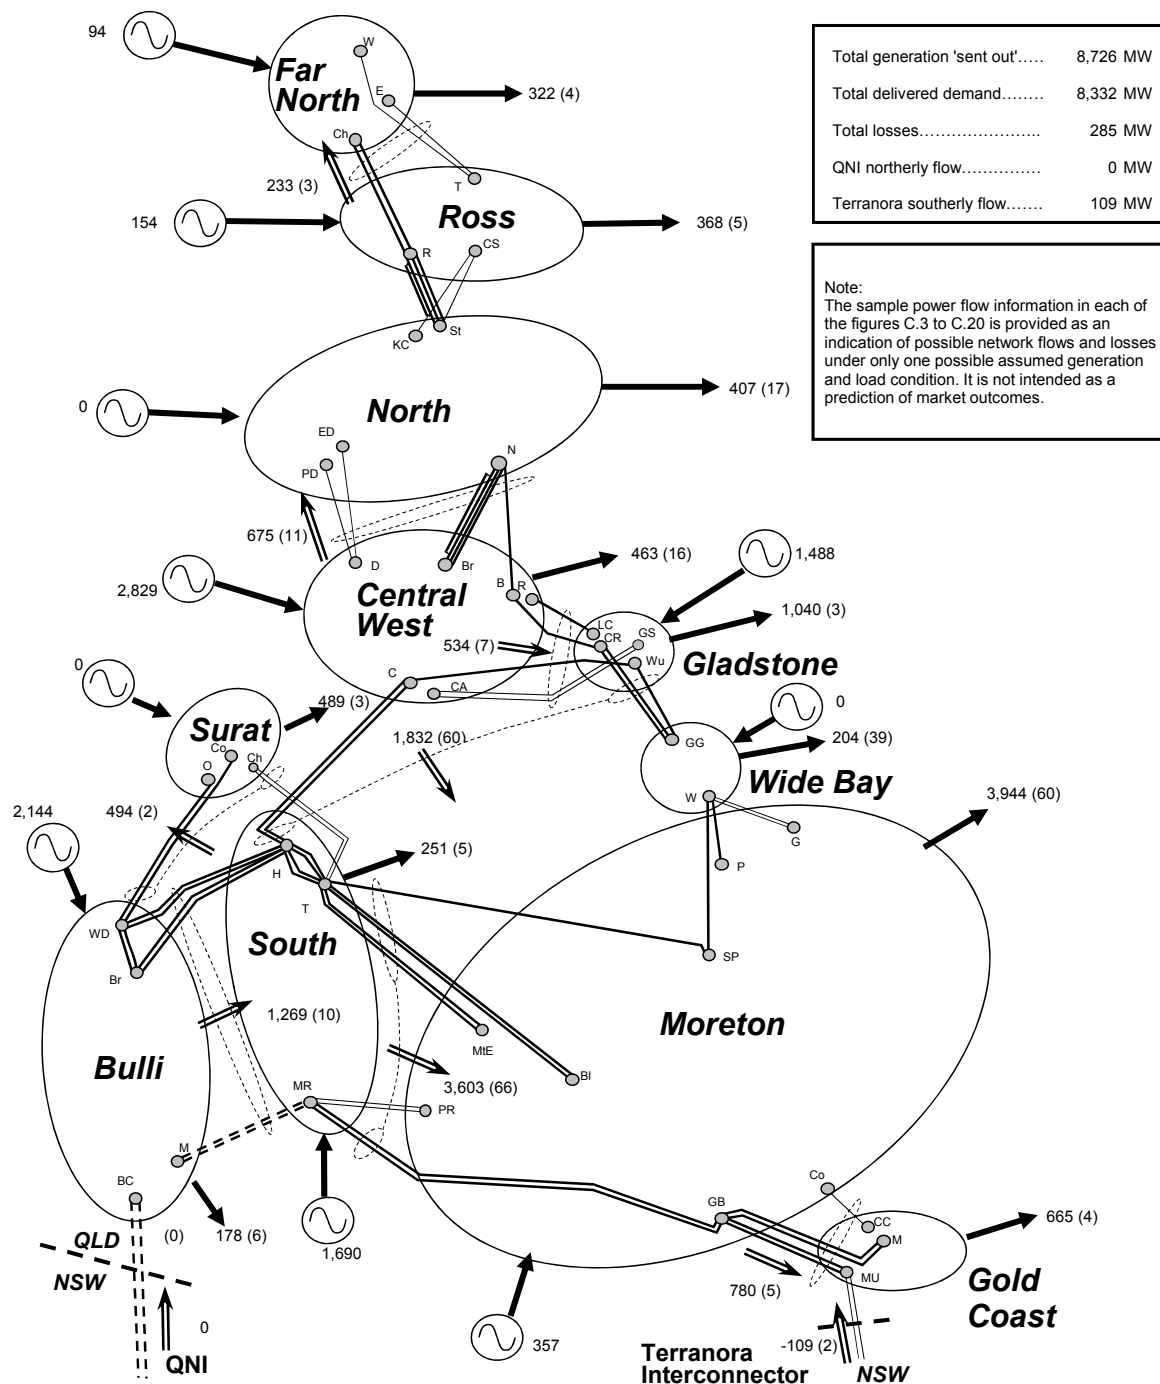 94
W
Far
North
E
322 (4)
Ch
233 (3)
T
154
Ross
368 (5)
R
CS
St
KC
0
407 (17)
North
ED
N
PD
675 (11)
D
Br
463 (16)
1,488
2,829
Central
West
B
R
1,040 (3)
LC
GS
CR
534 (7)
Wu
Gladstone
0
C
CA
489 (3)
0
Surat
Co
Ch
O
1,832 (60)
GG
204 (39)
Wide Bay
W
3,944 (60)
2,144
494 (2)
G
251 (5)
H
P
T
WD
South
SP
Br
1,269 (10)
Moreton
MtE
Bulli
BI
3,603 (66)
MR
PR
M
BC
Co
GB
CC
665 (4)
M
QLD
(0)
178 (6)
1,690
NSW
MU
780 (5)
Gold
Coast
0
357
-109 (2)
QNI
Terranora
Interconnector
NSW
Total generation 'sent out'..... 8,726 MW
Total delivered demand........ 8,332 MW
Total losses........................ 285 MW
QNI northerly flow............... 0 MW
Terranora southerly flow....... 109 MW
Note:
The sample power flow information in each of
the figures C.3 to C.20 is provided as an
indication of possible network flows and losses
under only one possible assumed generation
and load condition. It is not intended as a
prediction of market outcomes.